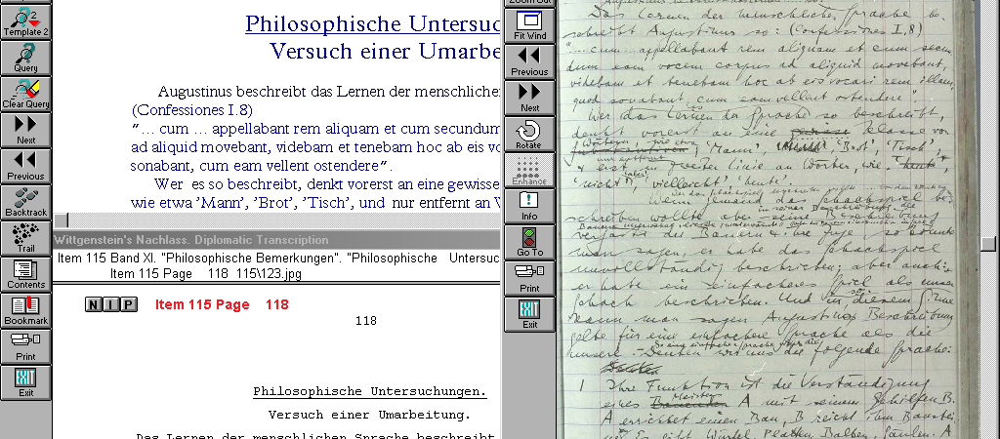 Template 2
Query
Clear Query
Next
Previous
Backtrack
Trail
Contents
Bookmark
Print
Exit
Philosophische Untersuc
Versuch einer Umarbe
Augustinus beschreibt das Lernen der menschliche
(Confessiones I.8)
"... cum ... appellabant rem aliquam et cum secundum
ad aliquid movebant, videbam et tenebam hoc ab eis vo
sonabant, cum eam vellent ostendere".
Wer es so beschreibt, denkt vorerst an eine gewisse
wie etwa 'Mann', 'Brot', 'Tisch', und nur entfernt an W
Wittgenstein's Nachlass. Diplomatic Transcription
Item 115 Band XI. "Philosophische Bemerkungen". "Philosophische Untersuc
Item 115 Page 118 115\123.jpg
N I P Item 115 Page 118
118
Philosophische Untersuchungen.
Versuch einer Umarbeitung.
Das Lernen der menschlichen Sprache beschreibt
Zoom Out
Fit Wind
Previous
Next
Rotate
Enhance
Info
Go To
Print
Exit
Das Lernen der menschlichen Sprache be-
schreibt Augustinus so: (Confessiones I,8)
"... cum appellabant rem aliquam et cum secun
dum eam vocem corpus ad aliquid movebant,
videbam et tenebam hoc ab eis vocari rem illam,
quod sonabant, cum eam vellent ostendere"
Wer das Lernen der Sprache so beschreibt,
denkt vorerst an eine Klasse von
Wörtern, wie etwa
'Mann', 'Brot', 'Tisch',
& erst in zweiter Linie an Wörter, wie
'nicht', 'vielleicht', 'heute'.
Wenn jemand das Schachspiel be
schreiben wollte, aber seine Beschreibung
der Bauern & ihre Züge so könnte
man sagen, er habe das Schachspiel
unvollständig beschrieben; aber auch:
er habe ein einfacheres Spiel als unser
Schach beschrieben. Und in diesem Sinne
kann man sagen Augustinus Beschreibung
gelte für eine einfachere Sprache als die
unsere. – Denken wir uns die folgende Sprache:
1 Ihre Funktion ist die Verständigung
eines Meisters A mit seinem Gehilfen B.
A errichtet einen Bau, B reicht ihm Bausteine
Es gibt Würfel, Platten, Balken, Säulen. A